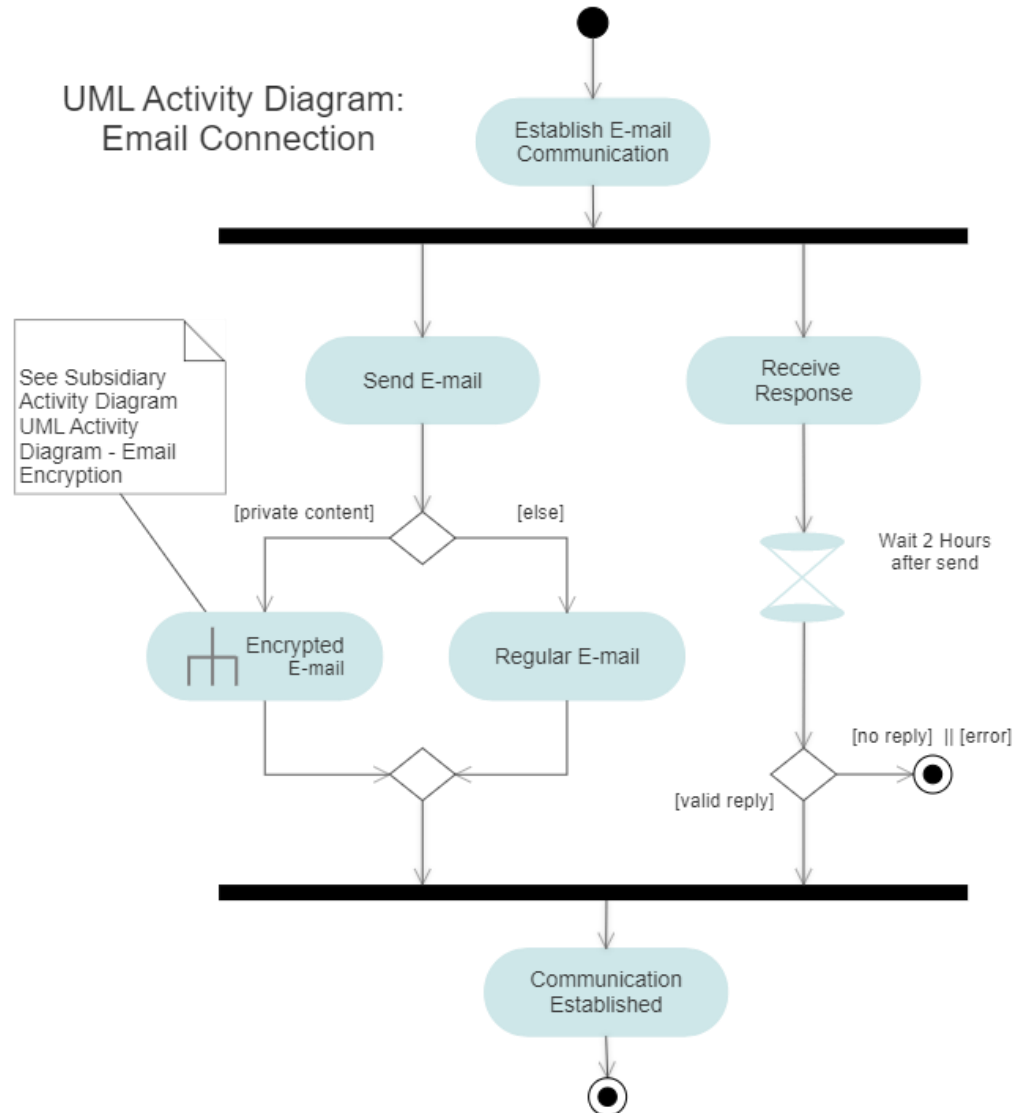 UML Activity Diagram:
Email Connection
Establish E-mail
Communication
See Subsidiary
Activity Diagram
UML Activity
Diagram - Email
Encryption
Send E-mail
Receive
Response
[private content]
[else]
Wait 2 Hours
after send
Encrypted
E-mail
Regular E-mail
[no reply] || [error]
[valid reply]
Communication
Established